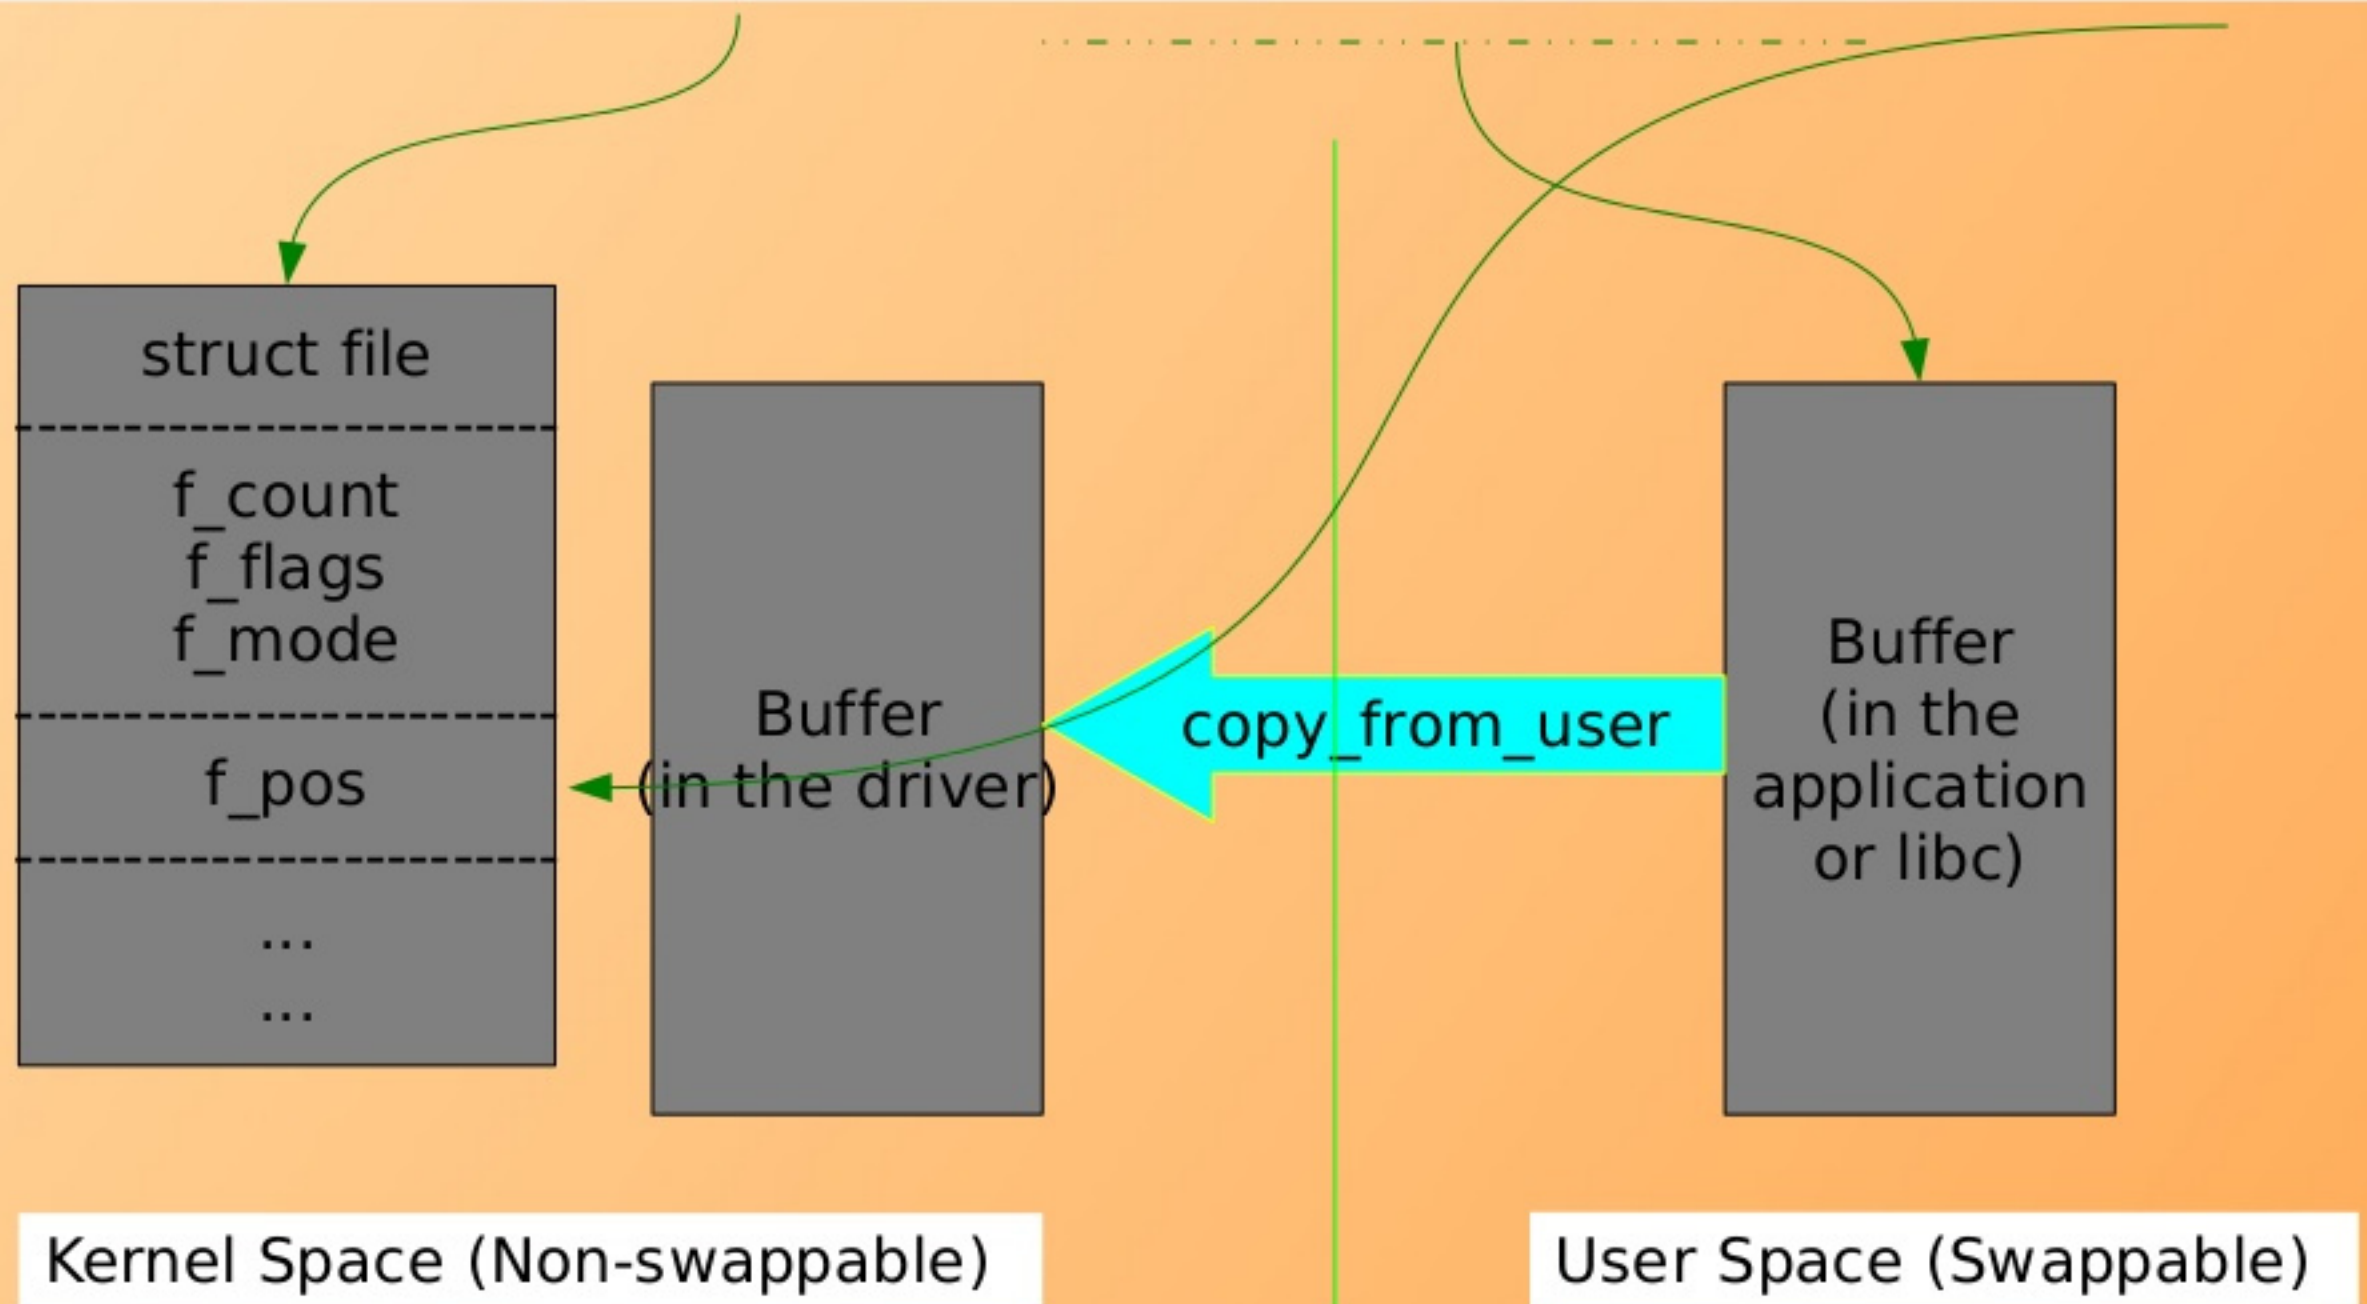 struct file
f_count
f_flags
f_mode
f_pos
...
...
Buffer
(in the driver)
copy_from_user
Buffer
(in the
application
or libc)
Kernel Space (Non-swappable)
User Space (Swappable)